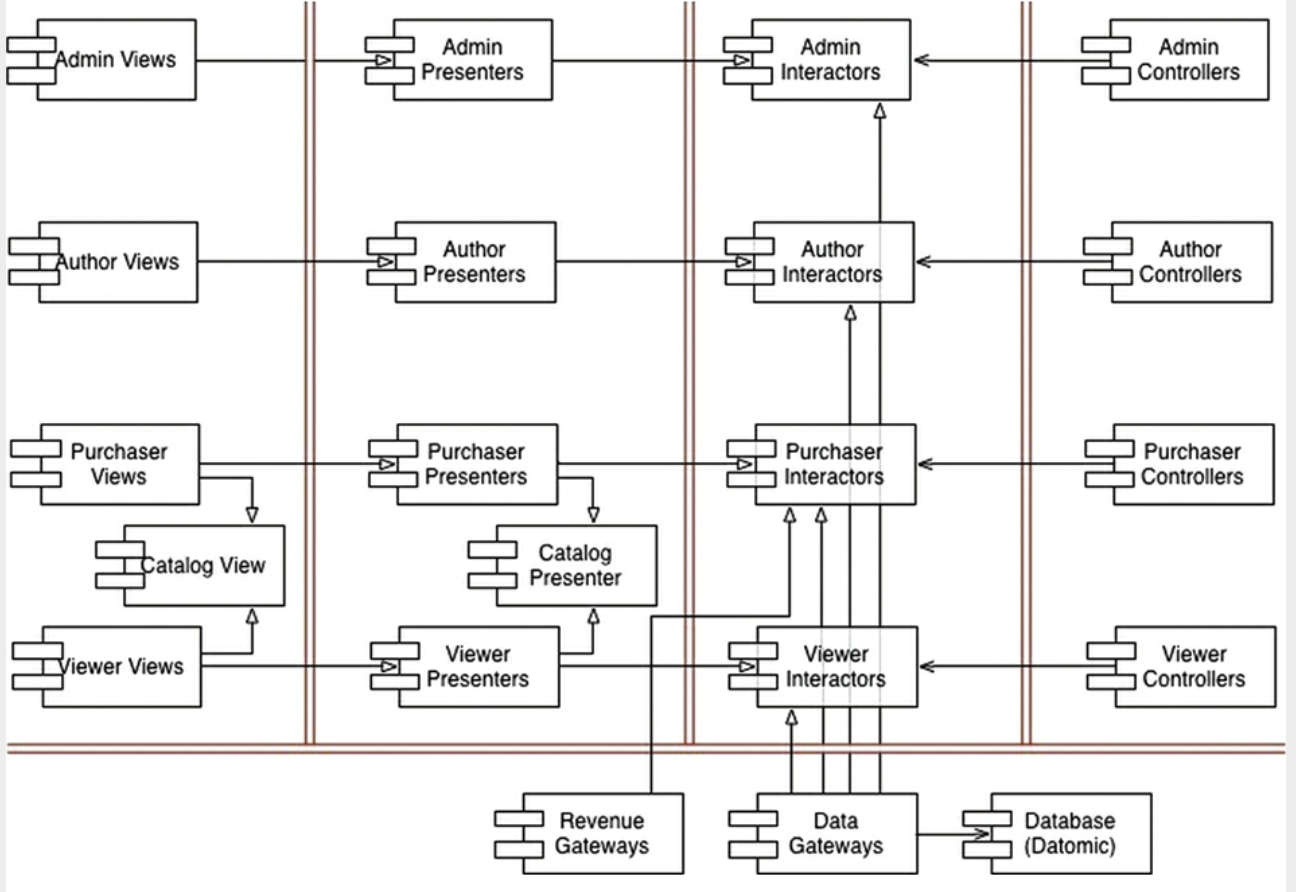 Admin Views
Admin
Presenters
Admin
Interactors
Admin
Controllers
Author Views
Author
Presenters
Author
Interactors
Author
Controllers
Purchaser
Views
Purchaser
Presenters
Purchaser
Interactors
Purchaser
Controllers
Catalog View
Catalog
Presenter
Viewer Views
Viewer
Presenters
Viewer
Interactors
Viewer
Controllers
Revenue
Gateways
Data
Gateways
Database
(Datomic)